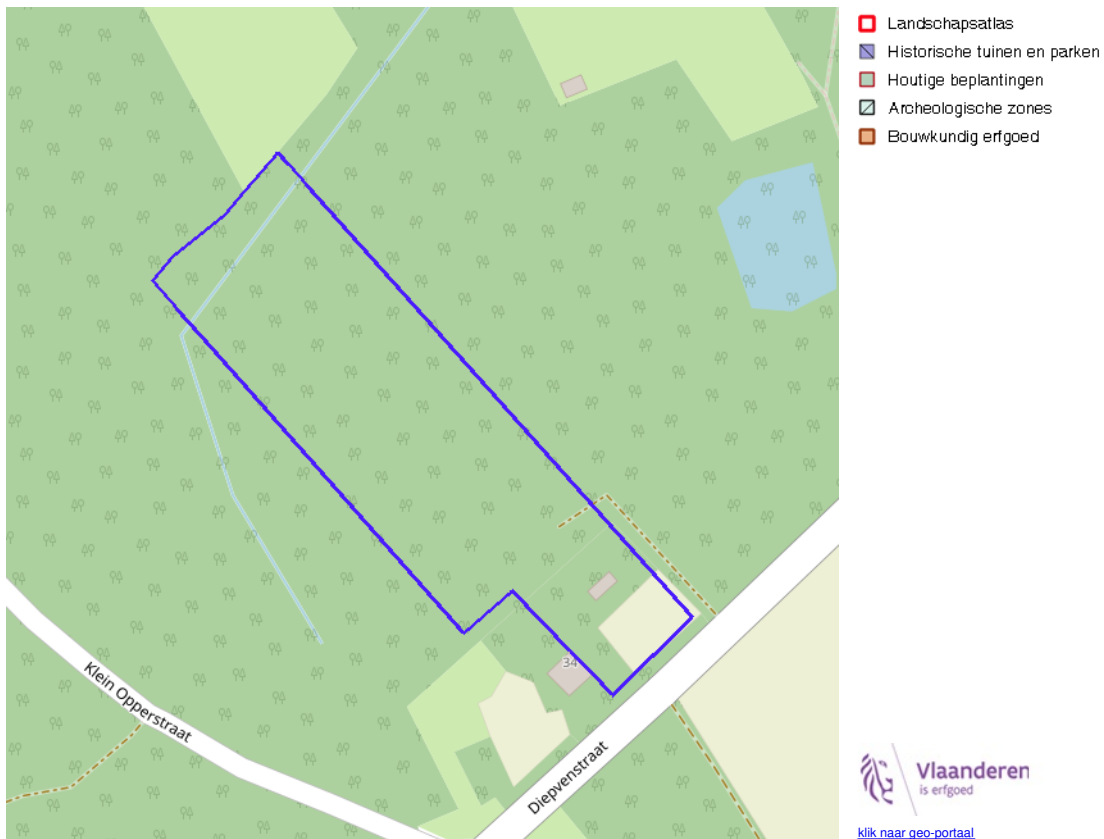 Landschapsatlas
Historische tuinen en parken
Houtige beplantingen
Archeologische zones
Bouwkundig erfgoed
34
Klein Opperstraat
Diepvenstraat
Vlaanderen
is erfgoed
klik naar geo-portaal